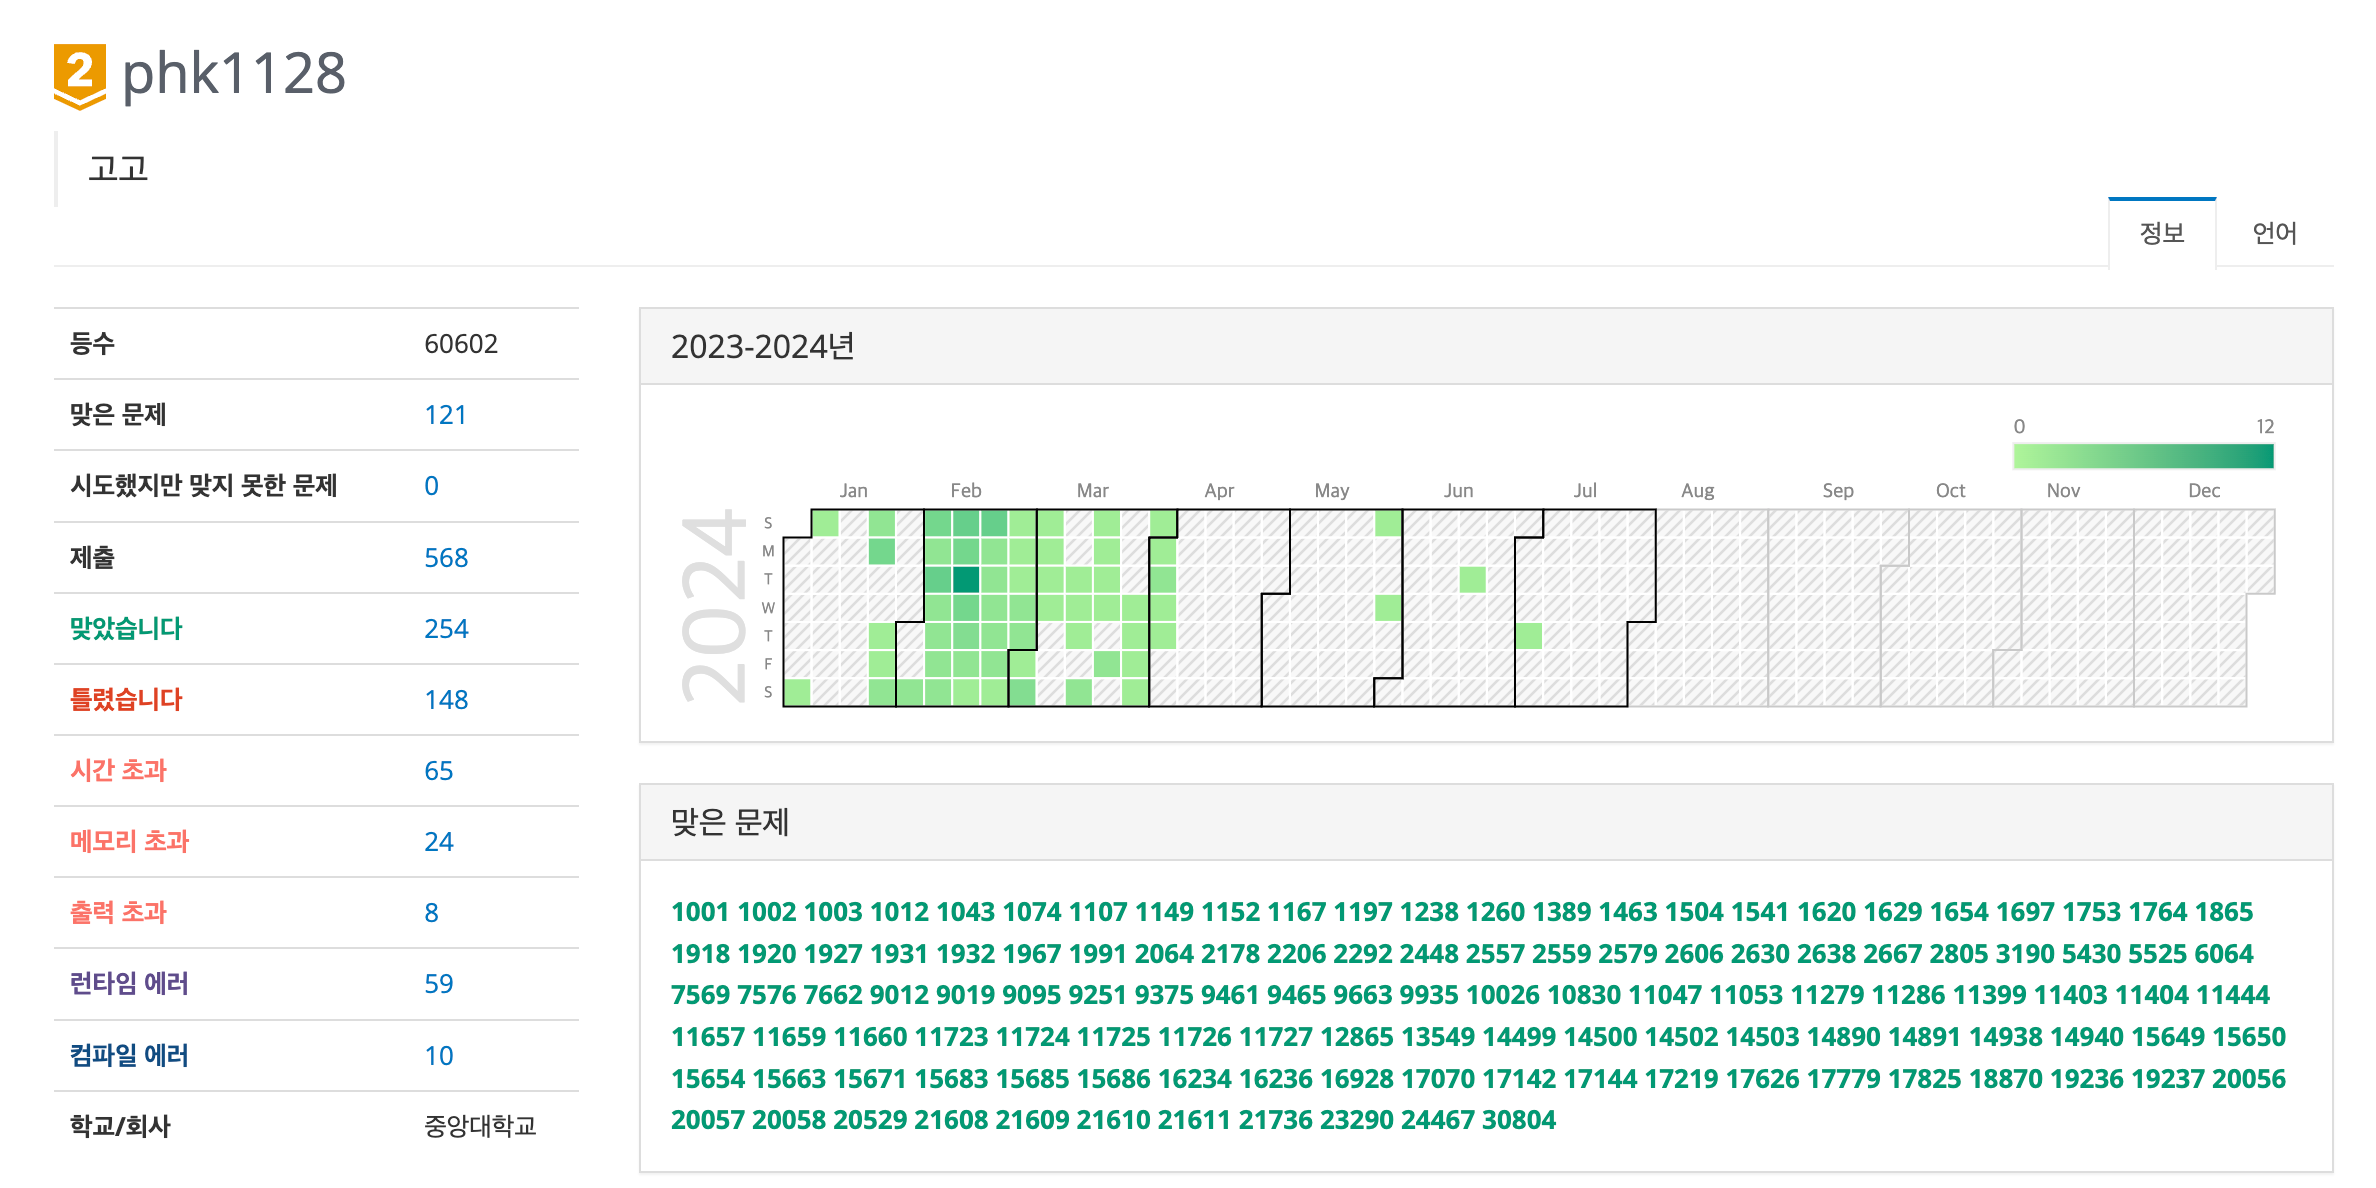 2 phk1128
고고
정보 언어
등수 60602
맞은 문제 121
시도했지만 맞지 못한 문제 0
제출 568
맞았습니다 254
틀렸습니다 148
시간 초과 65
메모리 초과 24
출력 초과 8
런타임 에러 59
컴파일 에러 10
학교/회사 중앙대학교
2023-2024년
0 12
Jan Feb Mar Apr May Jun Jul Aug Sep Oct Nov Dec
2024
S
M
T
W
T
F
S
맞은 문제
1001 1002 1003 1012 1043 1074 1107 1149 1152 1167 1197 1238 1260 1389 1463 1504 1541 1620 1629 1654 1697 1753 1764 1865
1918 1920 1927 1931 1932 1967 1991 2064 2178 2206 2292 2448 2557 2559 2579 2606 2630 2638 2667 2805 3190 5430 5525 6064
7569 7576 7662 9012 9019 9095 9251 9375 9461 9465 9663 9935 10026 10830 11047 11053 11279 11286 11399 11403 11404 11444
11657 11659 11660 11723 11724 11725 11726 11727 12865 13549 14499 14500 14502 14503 14890 14891 14938 14940 15649 15650
15654 15663 15671 15683 15685 15686 16234 16236 16928 17070 17142 17144 17219 17626 17779 17825 18870 19236 19237 20056
20057 20058 20529 21608 21609 21610 21611 21736 23290 24467 30804